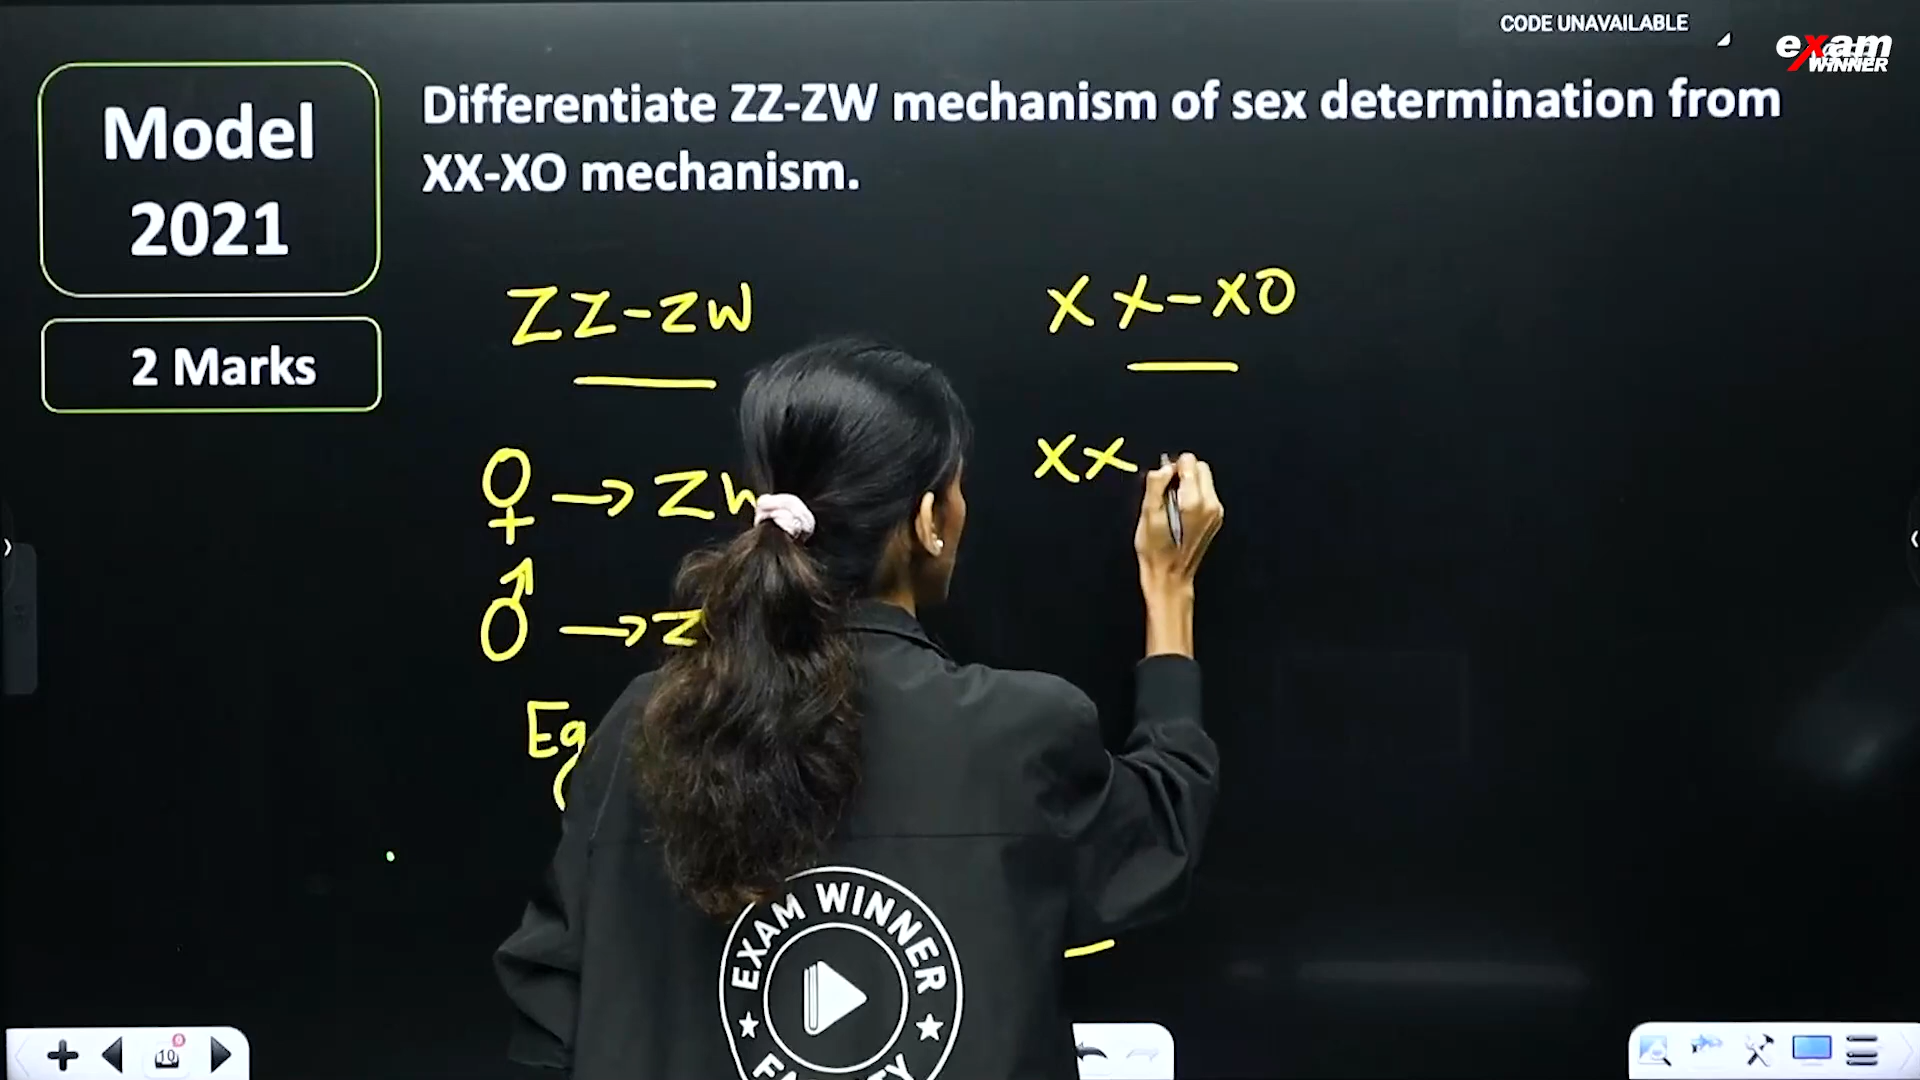 CODE UNAVAILABLE
exam
WINNER
Model
2021
2 Marks
Differentiate ZZ-ZW mechanism of sex determination from
XX-XO mechanism.
ZZ-ZW
XX-XO
♀ → ZW
XX
♂ → Z
Eg
EXAM WINNER
10